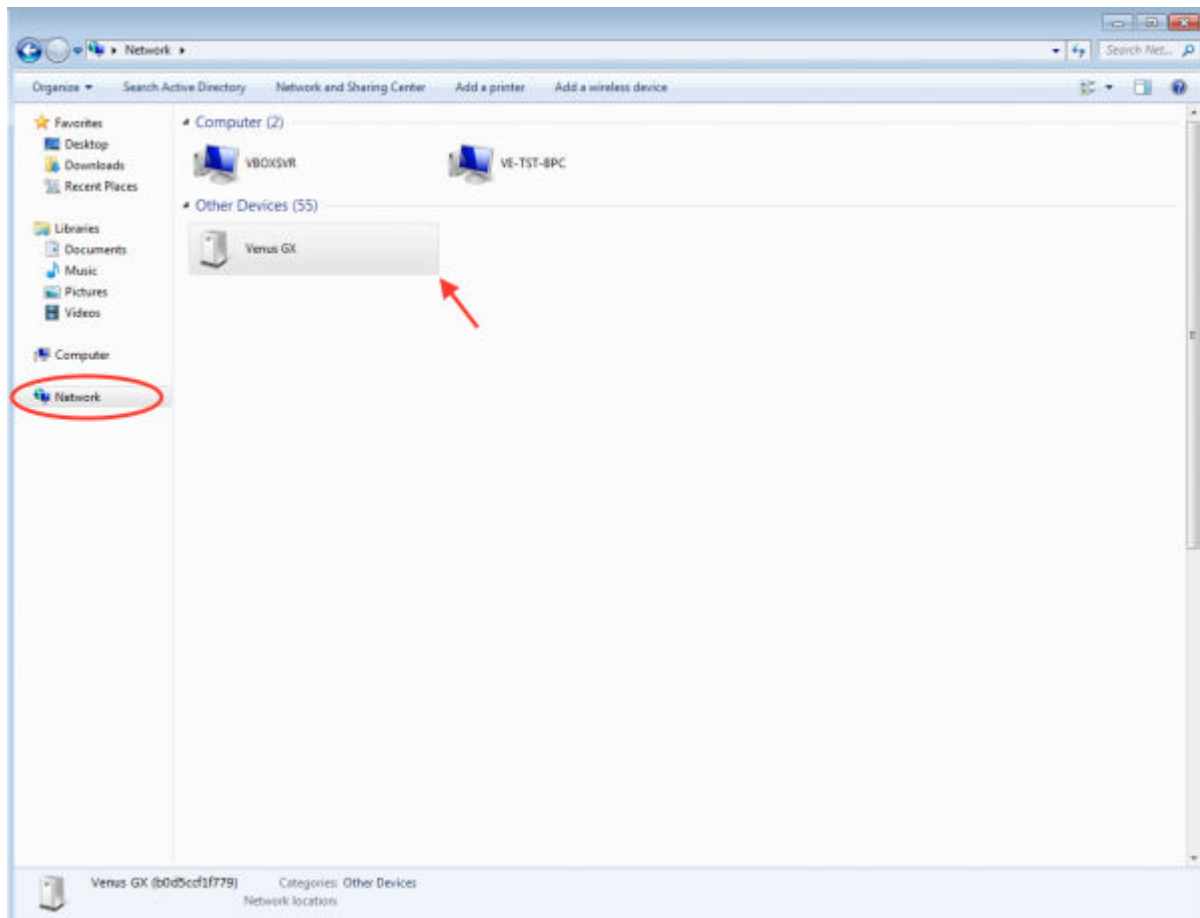 Network
Search Net...
Organize
Search Active Directory
Network and Sharing Center
Add a printer
Add a wireless device
Favorites
Desktop
Downloads
Recent Places
Libraries
Documents
Music
Pictures
Videos
Computer
Network
Computer (2)
VBOXSVR
VE-TST-8PC
Other Devices (55)
Venus GX
Venus GX (b0d5ccf1f779)
Categories: Other Devices
Network location: